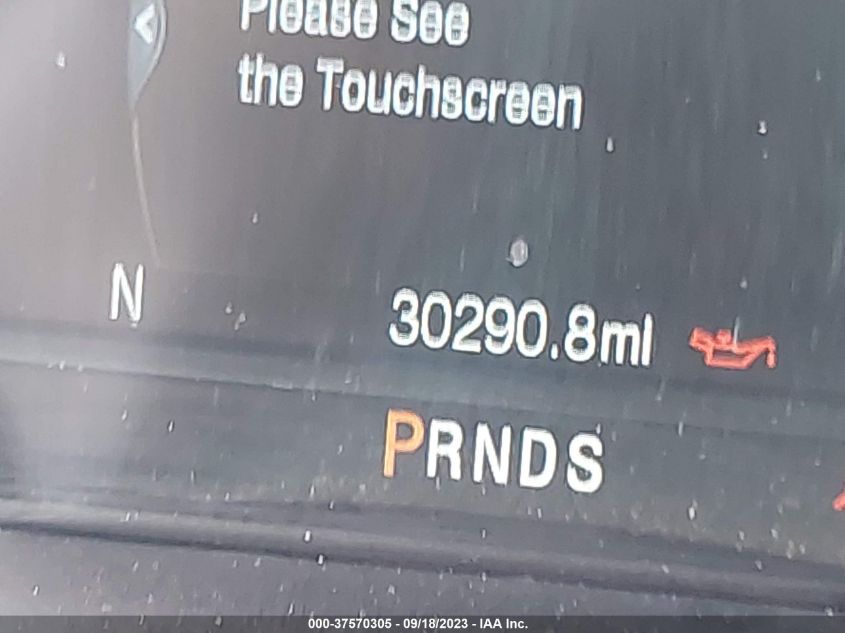 Please See
the Touchscreen
N
30290.8mi
PRNDS
000-37570305 - 09/18/2023 - IAA Inc.